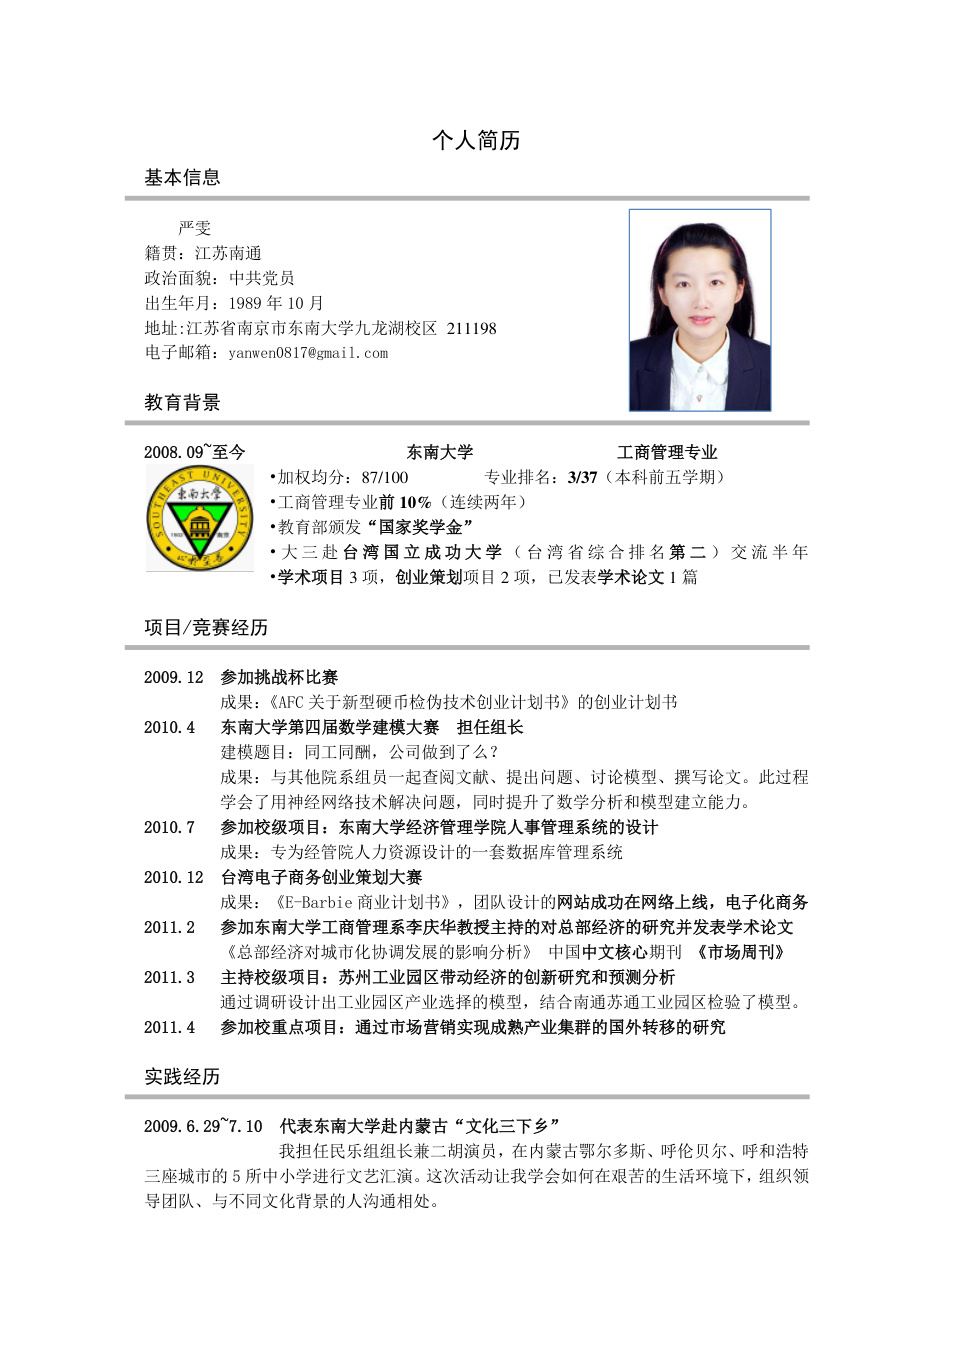 个人简历
基本信息
严雯
籍贯：江苏南通
政治面貌：中共党员
出生年月：1989 年 10 月
地址:江苏省南京市东南大学九龙湖校区 211198
电子邮箱：yanwen0817@gmail.com
教育背景
2008.09~至今 东南大学 工商管理专业
SOUTHEAST UNIVERSITY
东南大学
1902 南京
•加权均分：87/100 专业排名：3/37（本科前五学期）
•工商管理专业前 10%（连续两年）
•教育部颁发“国家奖学金”
•大三赴台湾国立成功大学（台湾省综合排名第二）交流半年
•学术项目 3 项，创业策划项目 2 项，已发表学术论文 1 篇
项目/竞赛经历
2009.12 参加挑战杯比赛
成果：《AFC 关于新型硬币检伪技术创业计划书》的创业计划书
2010.4 东南大学第四届数学建模大赛 担任组长
建模题目：同工同酬，公司做到了么？
成果：与其他院系组员一起查阅文献、提出问题、讨论模型、撰写论文。此过程
学会了用神经网络技术解决问题，同时提升了数学分析和模型建立能力。
2010.7 参加校级项目：东南大学经济管理学院人事管理系统的设计
成果：专为经管院人力资源设计的一套数据库管理系统
2010.12 台湾电子商务创业策划大赛
成果：《E-Barbie 商业计划书》，团队设计的网站成功在网络上线，电子化商务
2011.2 参加东南大学工商管理系李庆华教授主持的对总部经济的研究并发表学术论文
《总部经济对城市化协调发展的影响分析》 中国中文核心期刊 《市场周刊》
2011.3 主持校级项目：苏州工业园区带动经济的创新研究和预测分析
通过调研设计出工业园区产业选择的模型，结合南通苏通工业园区检验了模型。
2011.4 参加校重点项目：通过市场营销实现成熟产业集群的国外转移的研究
实践经历
2009.6.29~7.10 代表东南大学赴内蒙古“文化三下乡”
我担任民乐组组长兼二胡演员，在内蒙古鄂尔多斯、呼伦贝尔、呼和浩特
三座城市的 5 所中小学进行文艺汇演。这次活动让我学会如何在艰苦的生活环境下，组织领
导团队、与不同文化背景的人沟通相处。